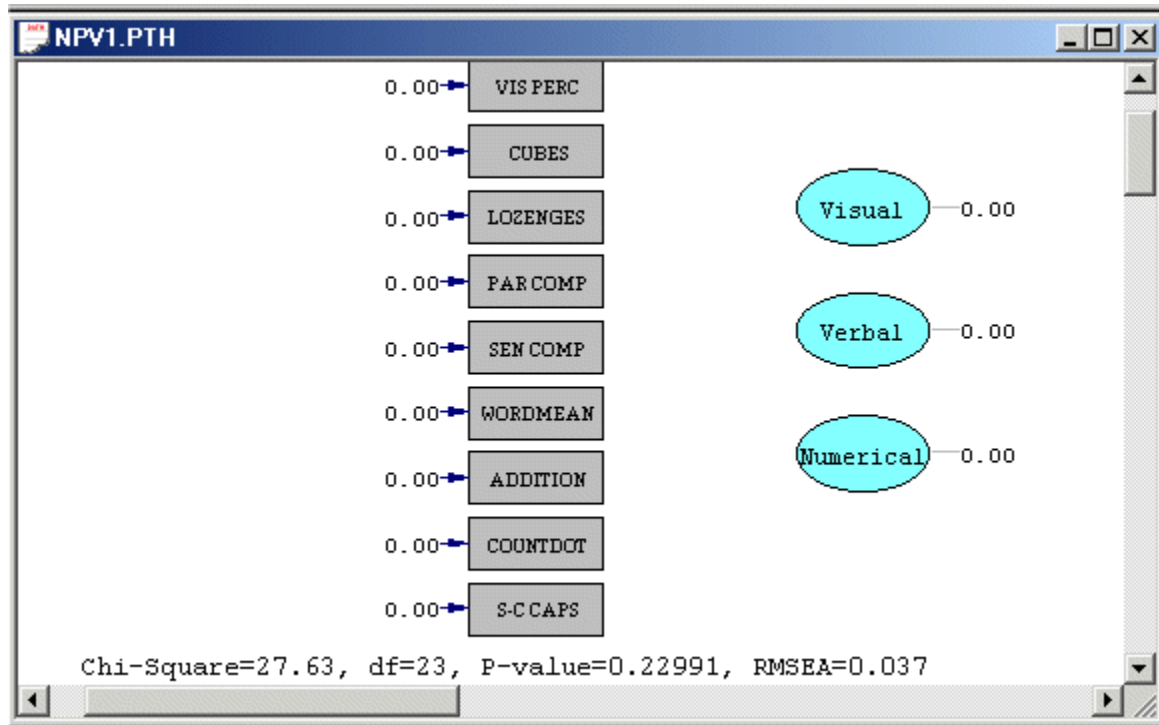 NPV1.PTH
0.00 VIS PERC
0.00 CUBES
Visual 0.00
0.00 LOZENGES
0.00 PAR COMP
Verbal 0.00
0.00 SEN COMP
0.00 WORDMEAN
Numerical 0.00
0.00 ADDITION
0.00 COUNTDOT
0.00 S-C CAPS
Chi-Square=27.63, df=23, P-value=0.22991, RMSEA=0.037